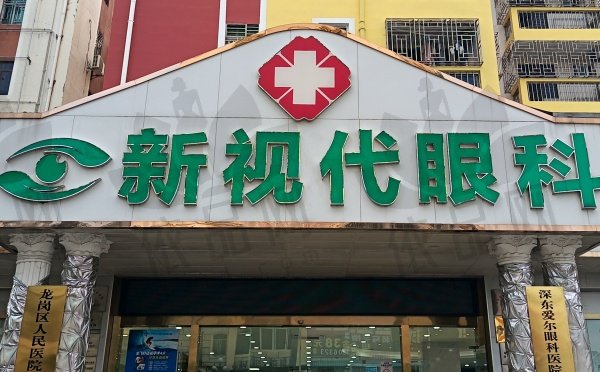 新视代眼科
龙岗区人民医院
深东爱尔眼科医院